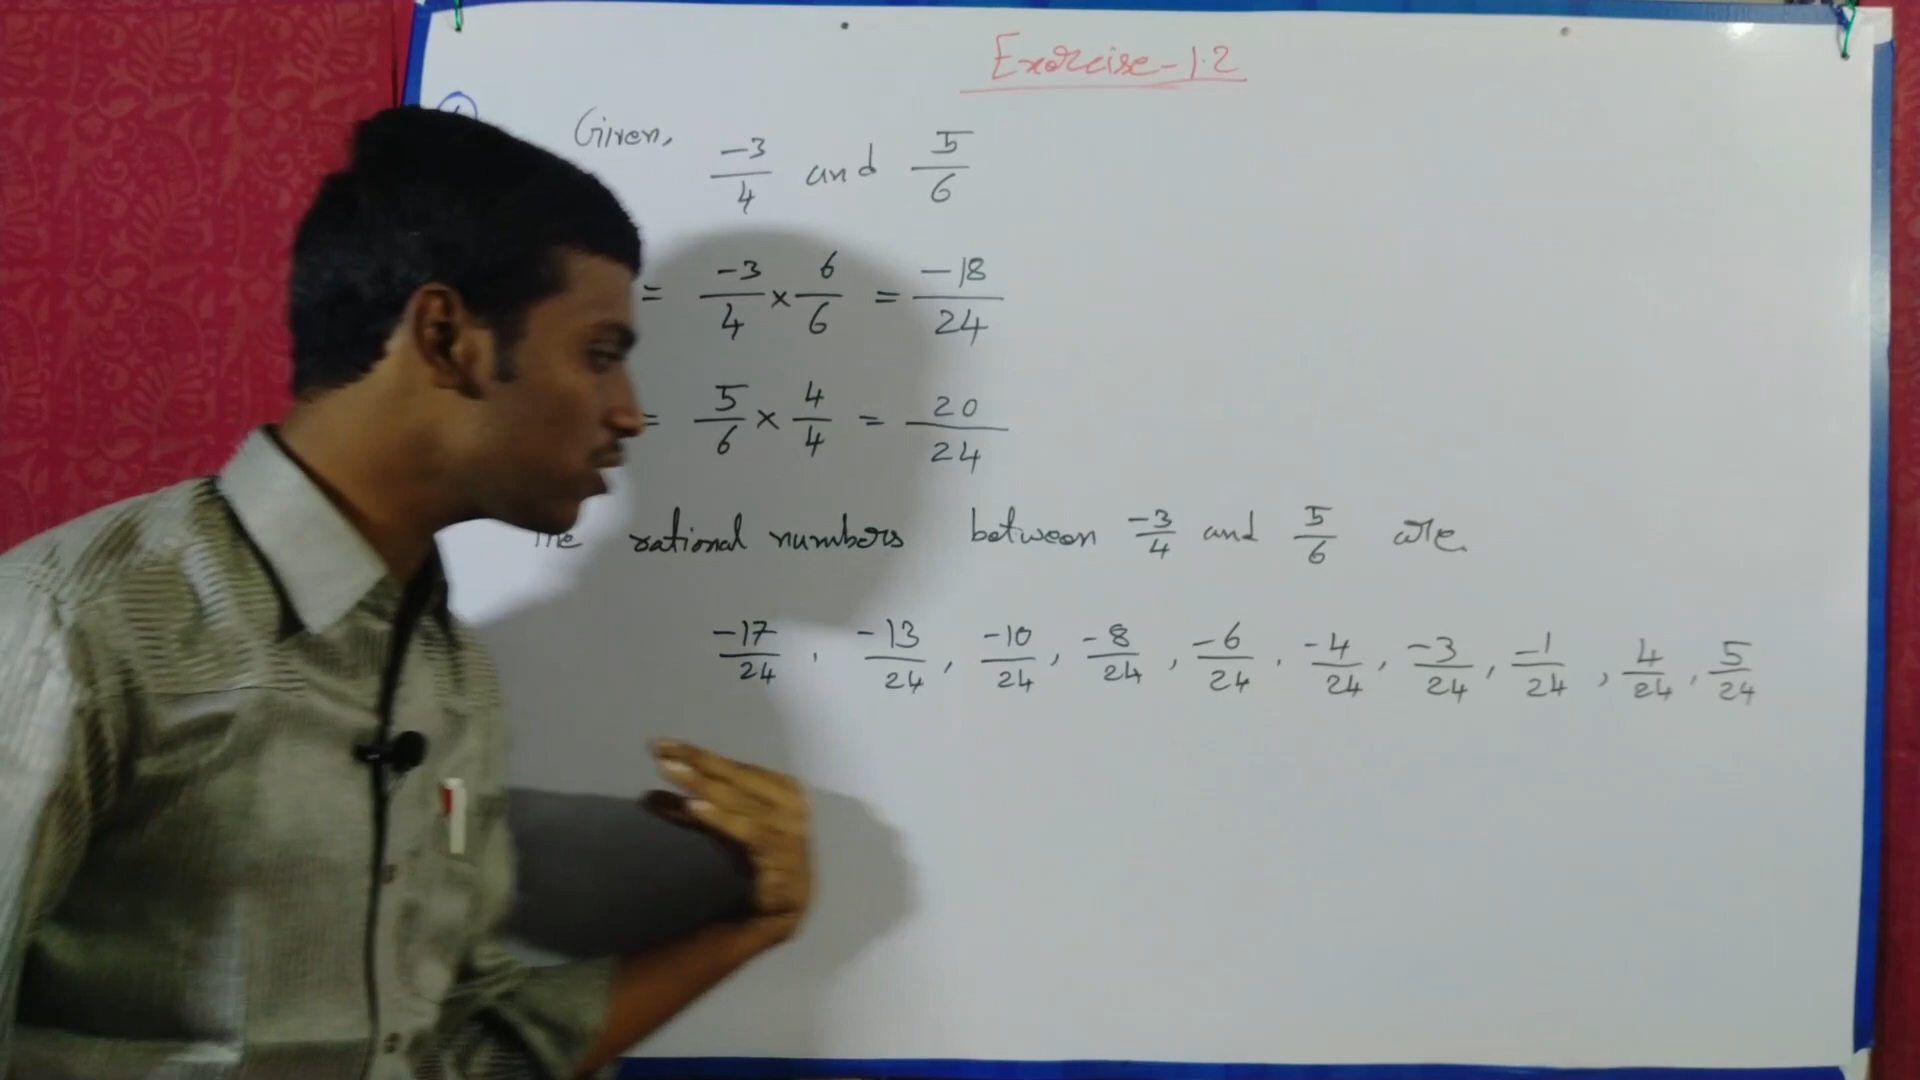 Exercise-1.2
Given, -3/4 and 5/6
= -3/4 × 6/6 = -18/24
= 5/6 × 4/4 = 20/24
The rational numbers between -3/4 and 5/6 are.
-17/24, -13/24, -10/24, -8/24, -6/24, -4/24, -3/24, -1/24, 4/24, 5/24